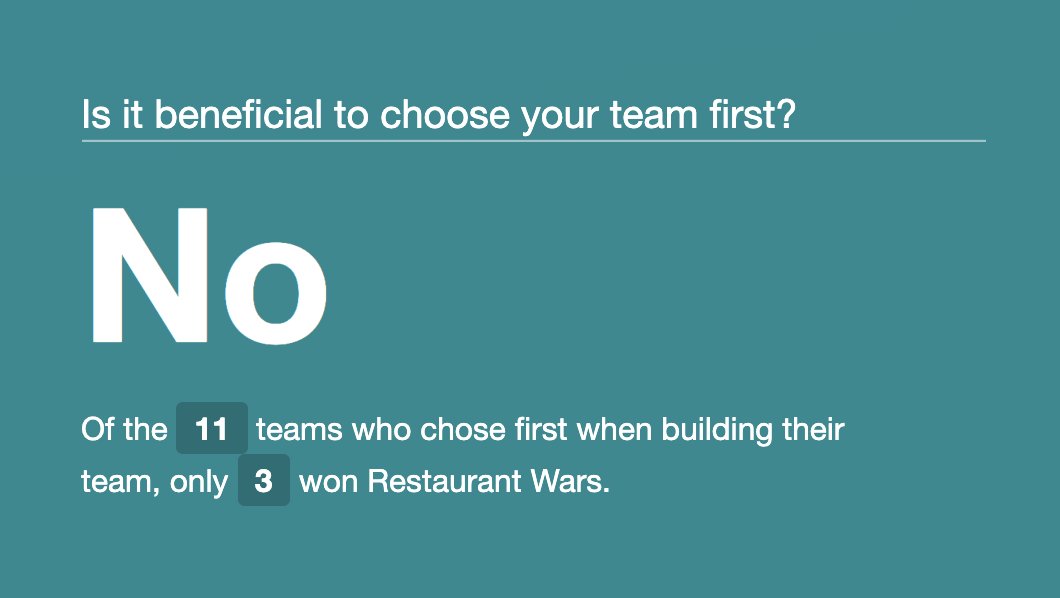 Is it beneficial to choose your team first?
No
Of the 11 teams who chose first when building their
team, only 3 won Restaurant Wars.